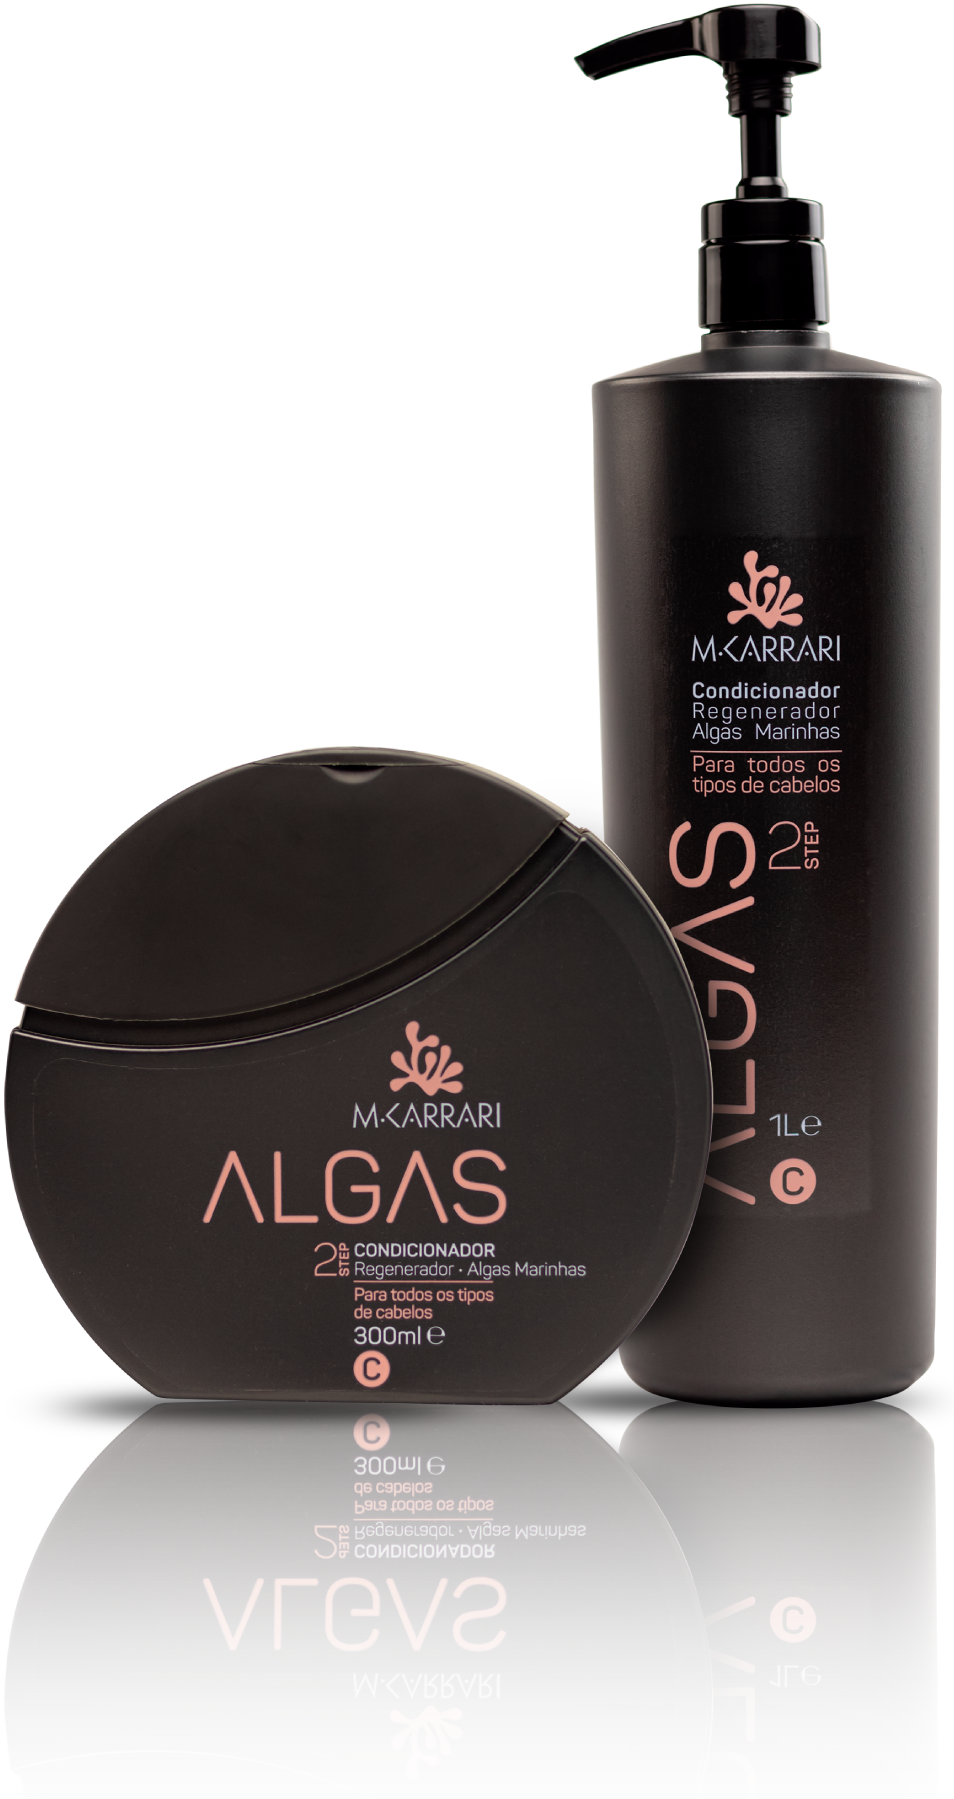 M·CARRARI
Condicionador
Regenerador
Algas Marinhas
Para todos os
tipos de cabelos
ALGAS
2 STEP
1L e
C
M·CARRARI
ALGAS
2 STEP
CONDICIONADOR
Regenerador · Algas Marinhas
Para todos os tipos
de cabelos
300ml e
C